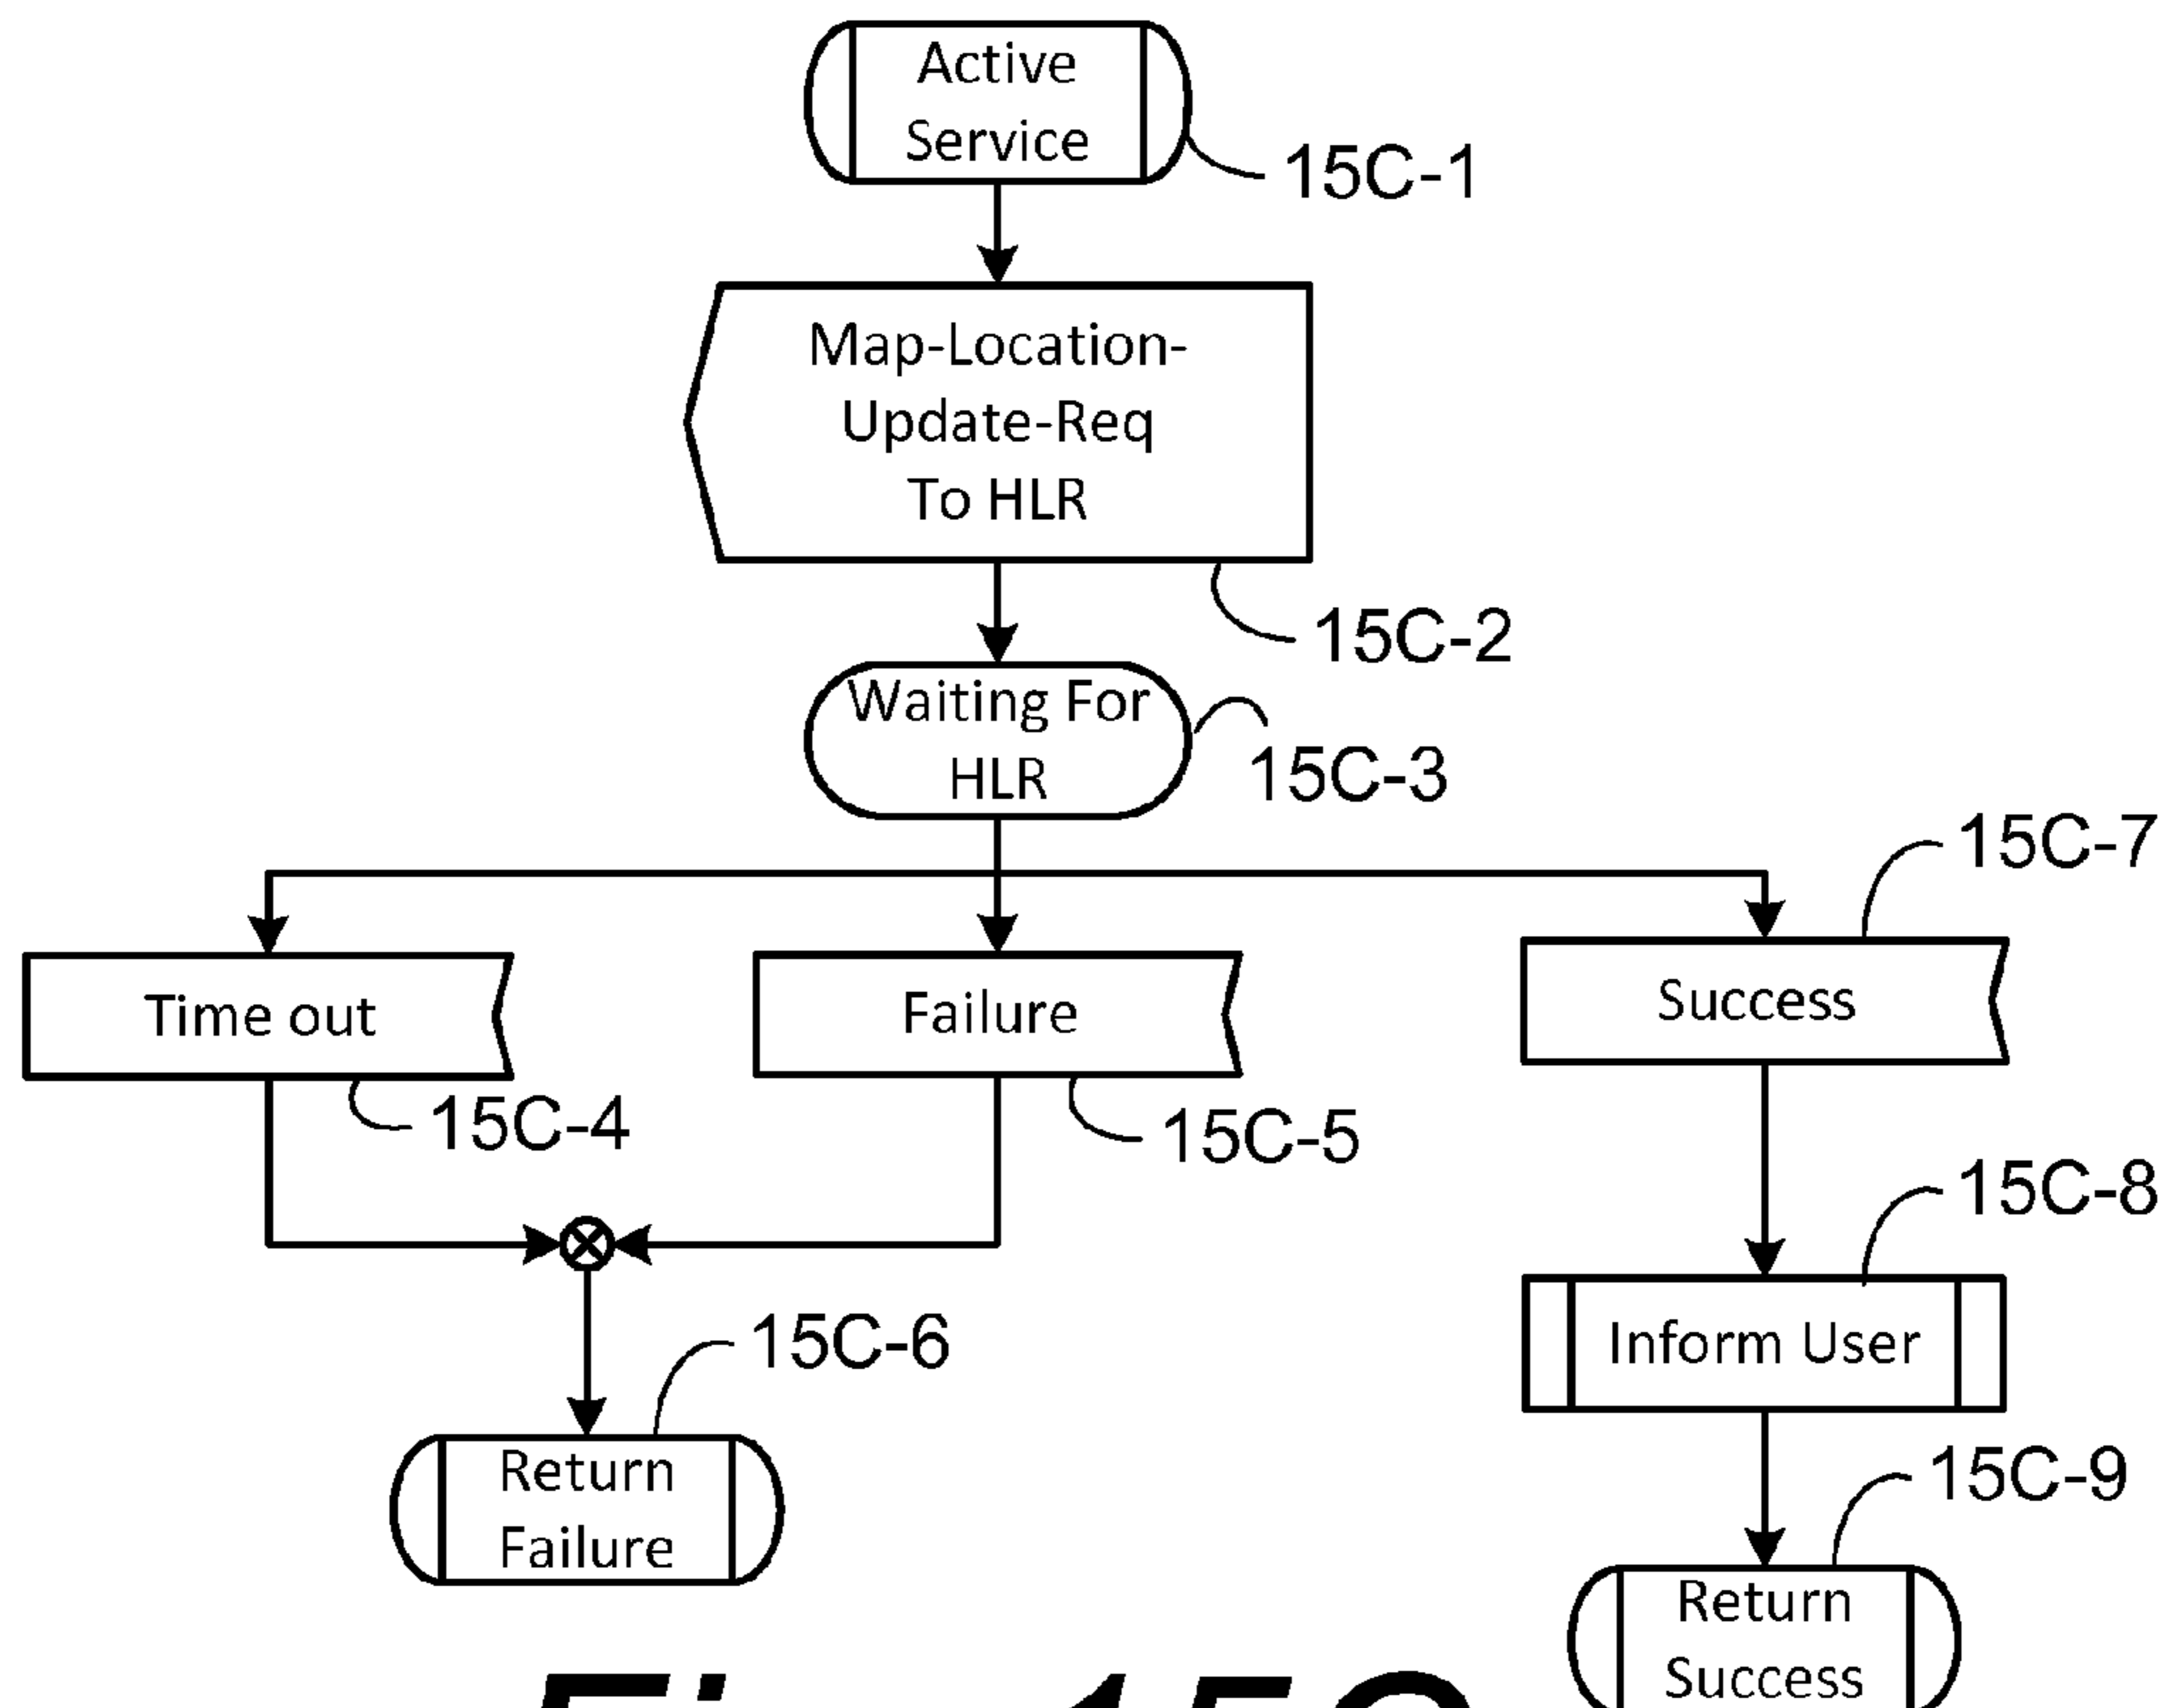 Active
Service
15C-1
Map-Location-
Update-Req
To HLR
15C-2
Waiting For
HLR
15C-3
15C-7
Time out
Failure
Success
15C-4
15C-5
15C-8
Inform User
15C-6
Return
Failure
15C-9
Return
Success